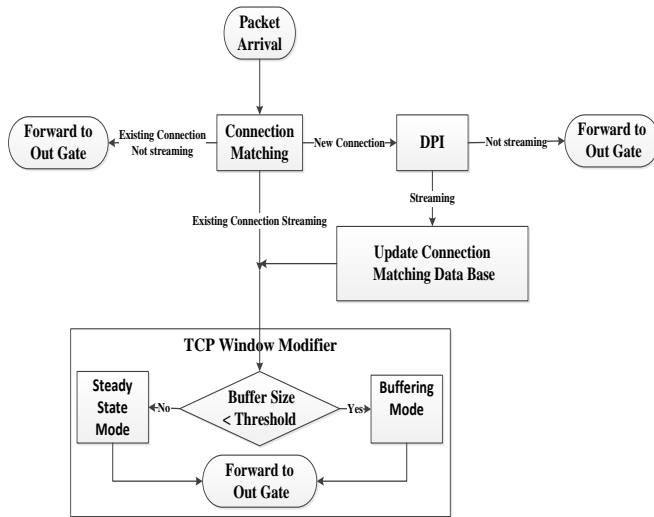 Packet
Arrival
Forward to
Out Gate
Existing Connection
Not streaming
Connection
Matching
New Connection
DPI
Not streaming
Forward to
Out Gate
Streaming
Existing Connection Streaming
Update Connection
Matching Data Base
TCP Window Modifier
Steady
State
Mode
No
Buffer Size
< Threshold
Yes
Buffering
Mode
Forward to
Out Gate